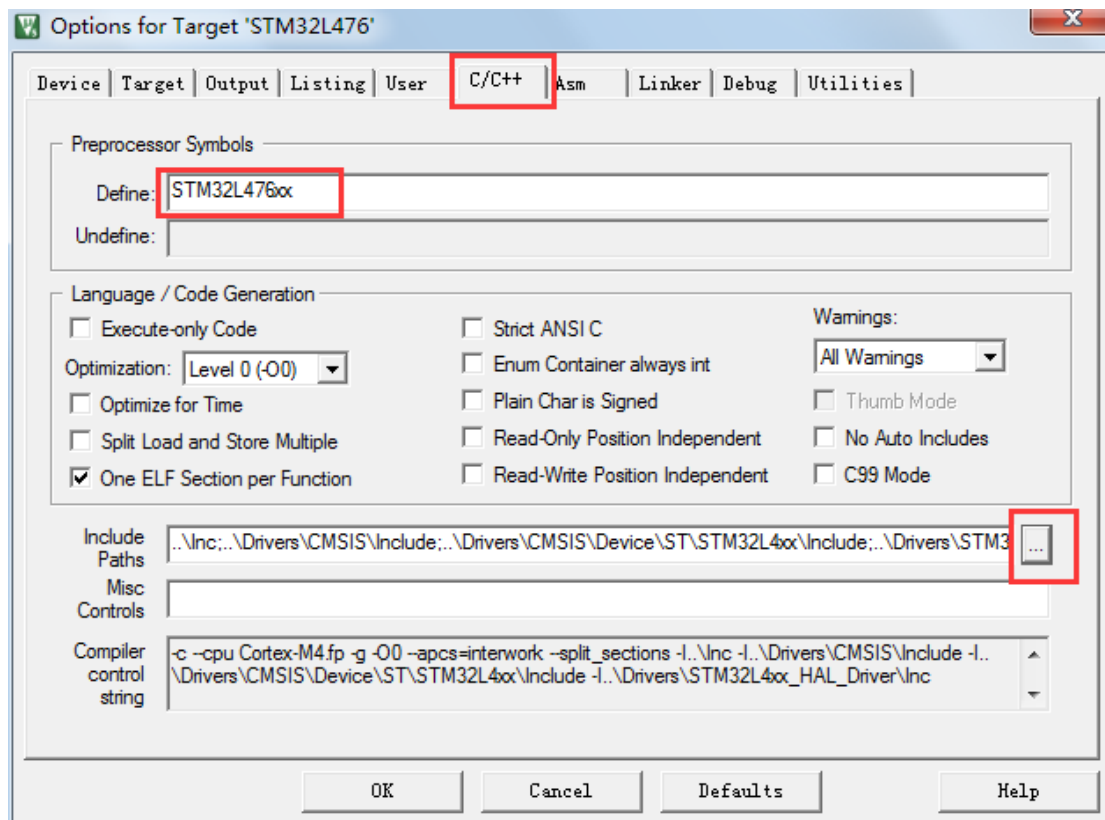 Options for Target 'STM32L476'
Device Target Output Listing User C/C++ Asm Linker Debug Utilities
Preprocessor Symbols
Define: STM32L476xx
Undefine:
Language / Code Generation
Execute-only Code
Strict ANSI C
Warnings:
Optimization: Level 0 (-O0)
Enum Container always int
All Warnings
Optimize for Time
Plain Char is Signed
Thumb Mode
Split Load and Store Multiple
Read-Only Position Independent
No Auto Includes
One ELF Section per Function
Read-Write Position Independent
C99 Mode
Include
Paths
..\Inc;..\Drivers\CMSIS\Include;..\Drivers\CMSIS\Device\ST\STM32L4xx\Include;..\Drivers\STM3
...
Misc
Controls
Compiler
control
string
-c --cpu Cortex-M4.fp -g -O0 --apcs=interwork --split_sections -I..\Inc -I..\Drivers\CMSIS\Include -I..
\Drivers\CMSIS\Device\ST\STM32L4xx\Include -I..\Drivers\STM32L4xx_HAL_Driver\Inc
OK Cancel Defaults Help